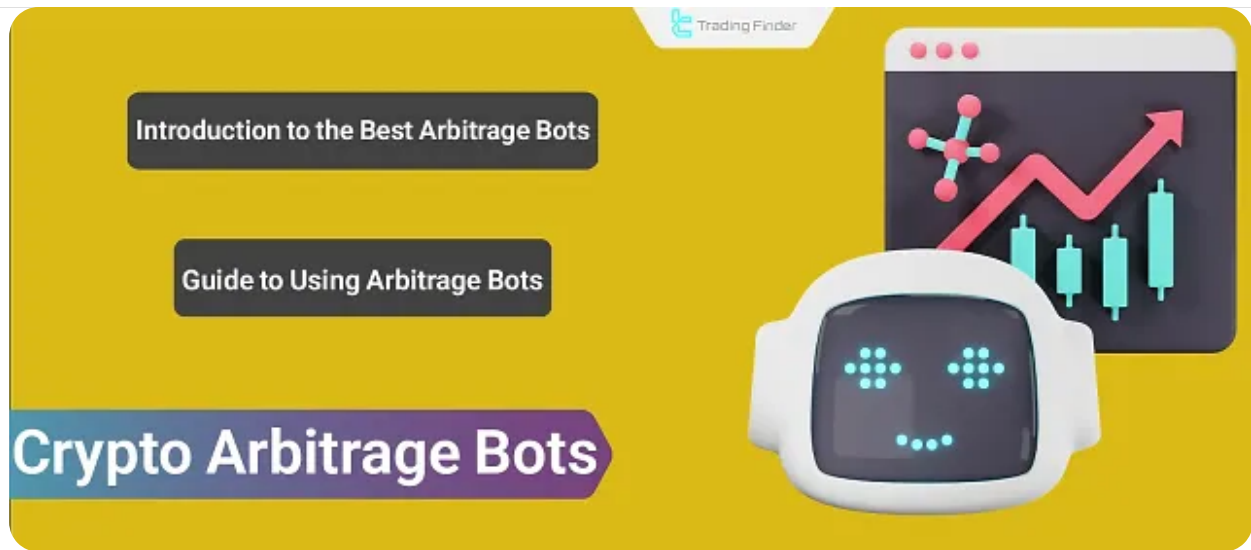 Trading Finder
Introduction to the Best Arbitrage Bots
Guide to Using Arbitrage Bots
Crypto Arbitrage Bots